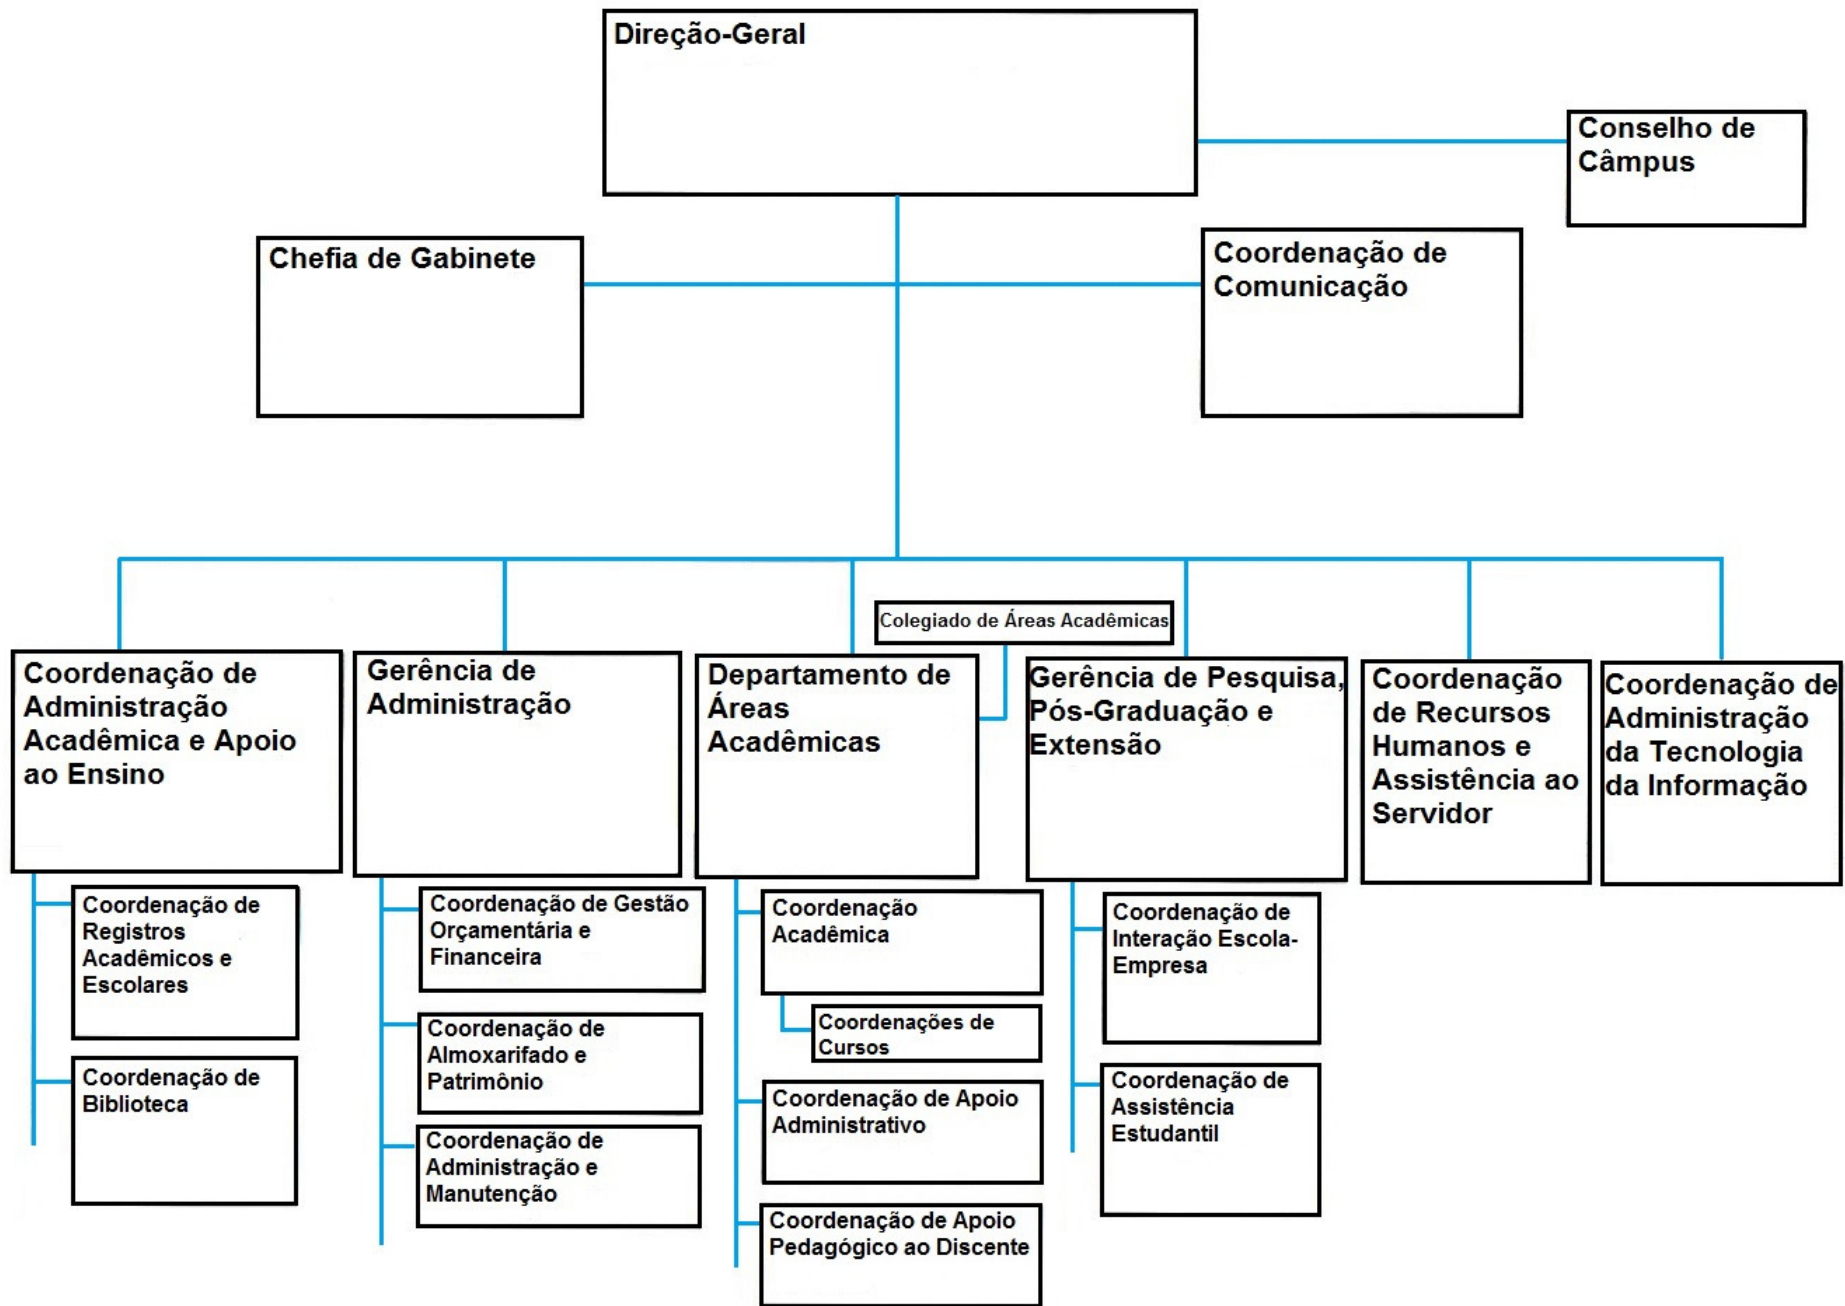 Direção-Geral
Conselho de
Câmpus
Chefia de Gabinete
Coordenação de
Comunicação
Colegiado de Áreas Acadêmicas
Coordenação de
Administração
Acadêmica e Apoio
ao Ensino
Gerência de
Administração
Departamento de
Áreas
Acadêmicas
Gerência de Pesquisa,
Pós-Graduação e
Extensão
Coordenação
de Recursos
Humanos e
Assistência ao
Servidor
Coordenação de
Administração
da Tecnologia
da Informação
Coordenação de
Registros
Acadêmicos e
Escolares
Coordenação de
Biblioteca
Coordenação de Gestão
Orçamentária e
Financeira
Coordenação de
Almoxarifado e
Patrimônio
Coordenação de
Administração e
Manutenção
Coordenação
Acadêmica
Coordenações de
Cursos
Coordenação de Apoio
Administrativo
Coordenação de Apoio
Pedagógico ao Discente
Coordenação de
Interação Escola-
Empresa
Coordenação de
Assistência
Estudantil